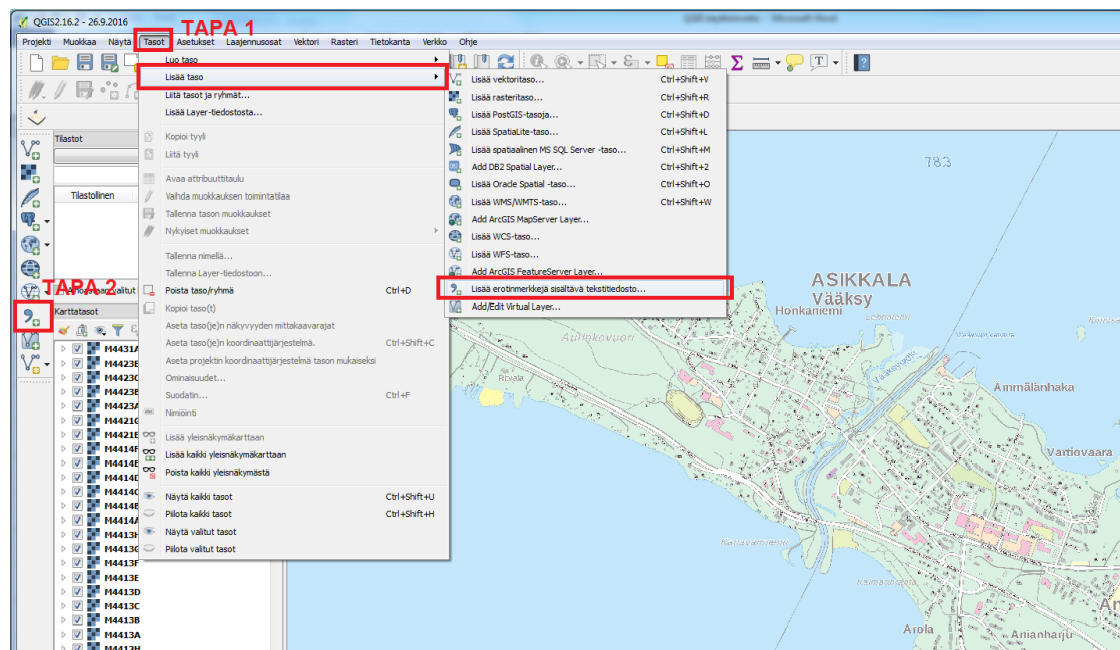 QGIS2.16.2 - 26.9.2016
TAPA 1
Projekti Muokkaa Näytä Tasot Asetukset Laajennusosat Vektori Rasteri Tietokanta Verkko Ohje
Luo taso
Lisää taso
Liitä tasot ja ryhmät...
Lisää Layer-tiedostosta...
Kopioi tyyli
Liitä tyyli
Avaa attribuuttitaulu
Vaihda muokkauksen toimintatilaa
Tallenna tason muokkaukset
Nykyiset muokkaukset
Tallenna nimellä...
Tallenna Layer-tiedostoon...
Poista taso/ryhmä Ctrl+D
Kopioi taso(t)
Aseta taso(je)n näkyvyyden mittakaavarajat
Aseta taso(je)n koordinaattijärjestelmä. Ctrl+Shift+C
Aseta projektin koordinaattijärjestelmä tason mukaiseksi
Ominaisuudet...
Suodatin... Ctrl+F
Nimiöinti
Lisää yleisnäkymäkarttaan
Lisää kaikki yleisnäkymäkarttaan
Poista kaikki yleisnäkymästä
Näytä kaikki tasot Ctrl+Shift+U
Piilota kaikki tasot Ctrl+Shift+H
Näytä valitut tasot
Piilota valitut tasot
Lisää vektoritaso... Ctrl+Shift+V
Lisää rasteritaso... Ctrl+Shift+R
Lisää PostGIS-tasoja... Ctrl+Shift+D
Lisää SpatiaLite-taso... Ctrl+Shift+L
Lisää spatiaalinen MS SQL Server -taso... Ctrl+Shift+M
Add DB2 Spatial Layer... Ctrl+Shift+2
Lisää Oracle Spatial -taso... Ctrl+Shift+O
Lisää WMS/WMTS-taso... Ctrl+Shift+W
Add ArcGIS MapServer Layer...
Lisää WCS-taso...
Lisää WFS-taso...
Add ArcGIS FeatureServer Layer...
Lisää erotinmerkkejä sisältävä tekstitiedosto...
Add/Edit Virtual Layer...
Tilastot
Tilastollinen
TAPA 2
valitut
Karttatasot
M4431A
M4423E
M4423C
M4423B
M4423A
M4421G
M4421E
M4414F
M4414E
M4414D
M4414C
M4414B
M4414A
M4413H
M4413G
M4413F
M4413E
M4413D
M4413C
M4413B
M4413A
M4412H
783
ASIKKALA
Vääksy
Honkaniemi
Auringovuori
Ritvala
Ämmälänhaka
Vartiovaara
Arola
Anianharju